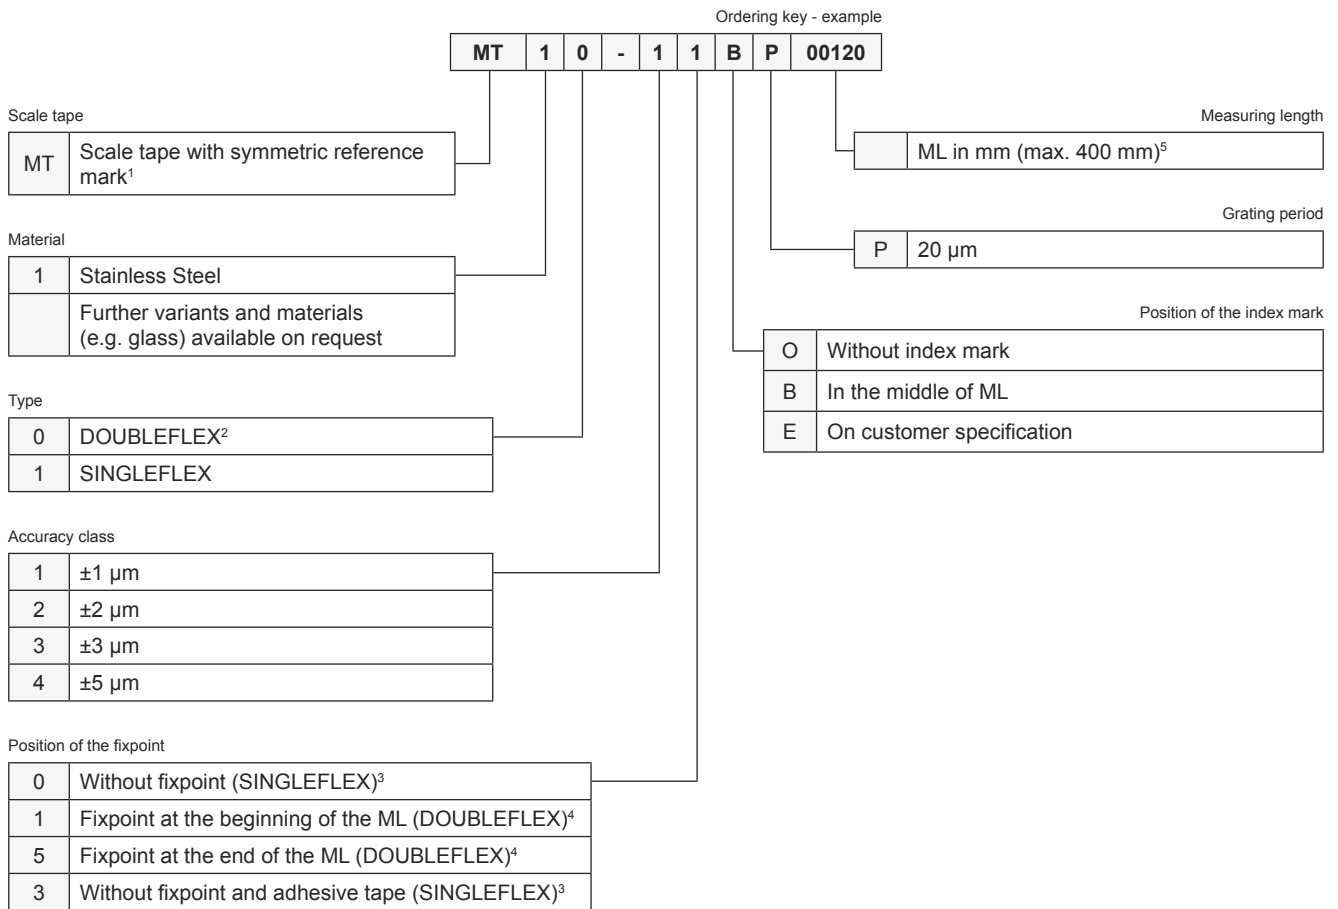 Ordering key - example
MT 1 0 - 1 1 B P 00120
Scale tape
MT Scale tape with symmetric reference
mark¹
Material
1 Stainless Steel
Further variants and materials
(e.g. glass) available on request
Type
0 DOUBLEFLEX²
1 SINGLEFLEX
Accuracy class
1 ±1 µm
2 ±2 µm
3 ±3 µm
4 ±5 µm
Position of the fixpoint
0 Without fixpoint (SINGLEFLEX)³
1 Fixpoint at the beginning of the ML (DOUBLEFLEX)⁴
5 Fixpoint at the end of the ML (DOUBLEFLEX)⁴
3 Without fixpoint and adhesive tape (SINGLEFLEX)³
Measuring length
ML in mm (max. 400 mm)⁵
Grating period
P 20 µm
Position of the index mark
O Without index mark
B In the middle of ML
E On customer specification